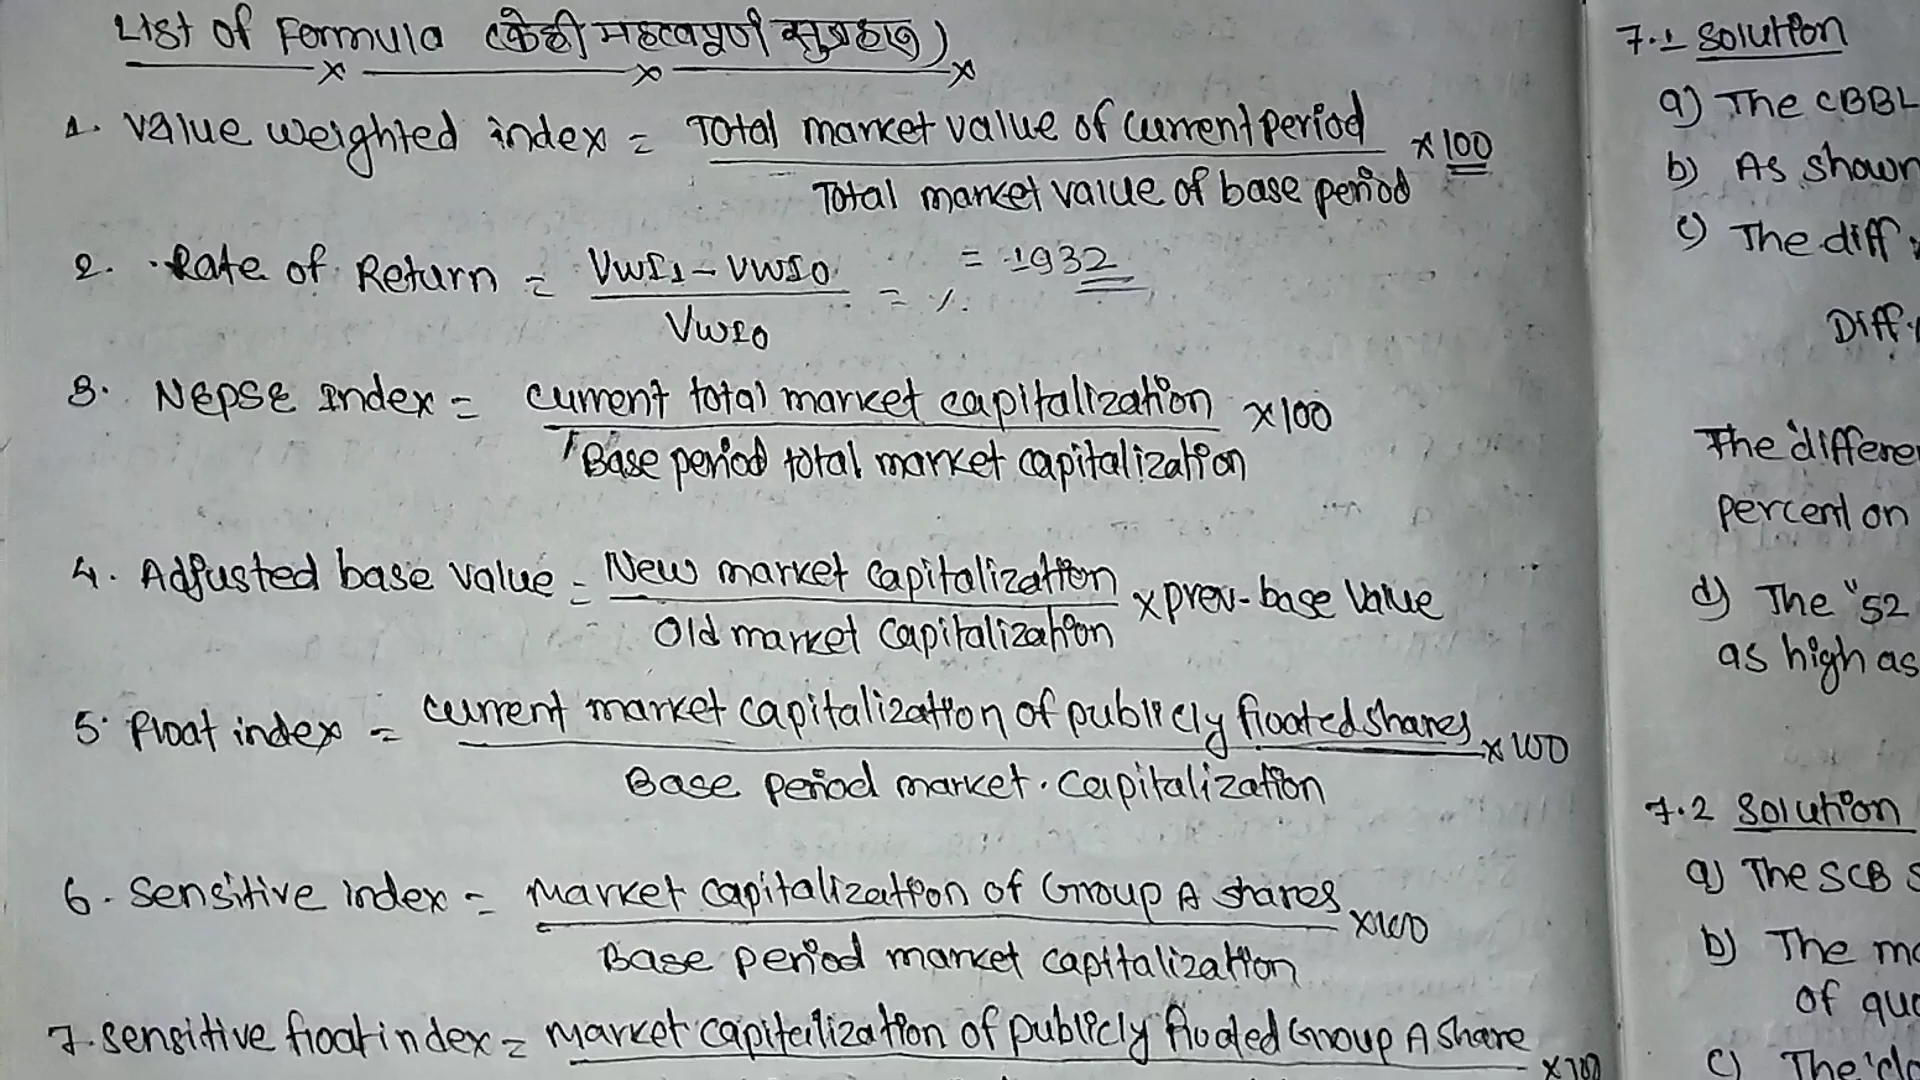 List of Formula (केही महत्वपूर्ण सुत्रहरु)
1. Value weighted index = Total market value of current period
Total market value of base period
×100
2. Rate of Return = VWI1 - VWI0
VWI0
= %
= 1932
3. NEPSE Index = current total market capitalization
Base period total market capitalization
×100
4. Adjusted base value = New market capitalization
Old market capitalization
× prev. base value
5. Float index = current market capitalization of publicly floated shares
Base period market capitalization
×100
6. Sensitive index = Market capitalization of Group A shares
Base period market capitalization
×100
7. Sensitive float index = Market capitalization of publicly floated Group A share
×100
7.1 Solution
a) The CBBL
b) As shown
c) The diff
Diff
The differe
percent on
d) The "52
as high as
7.2 Solution
a) The SCB S
b) The mo
of quo
c) The 'clo